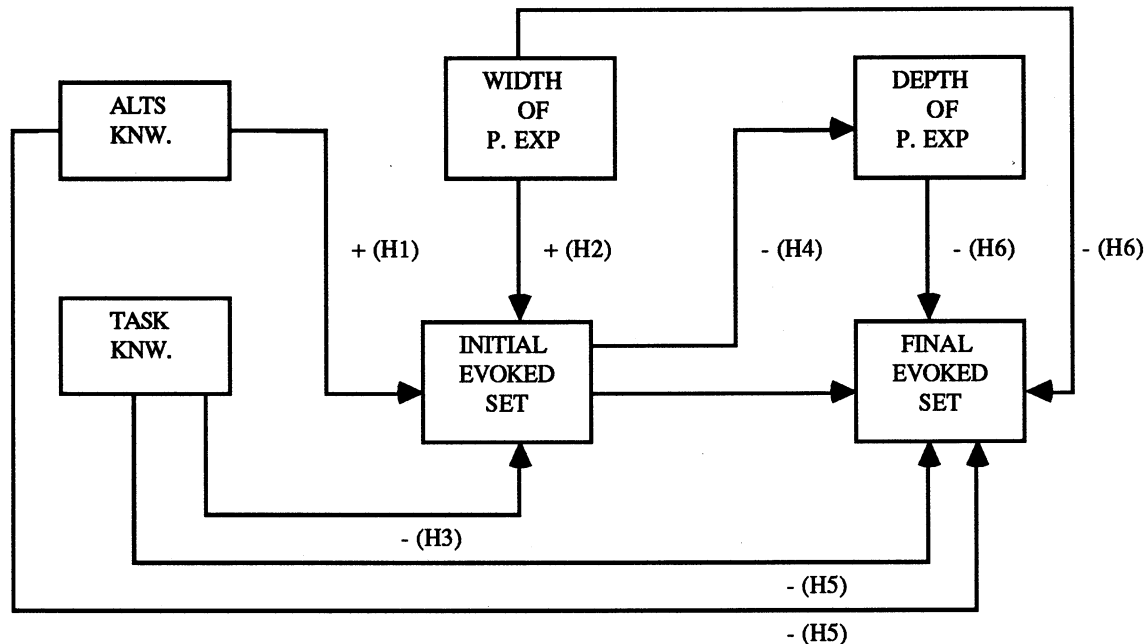 ALTS
KNW.
WIDTH
OF
P. EXP
DEPTH
OF
P. EXP
+ (H1)
+ (H2)
- (H4)
- (H6)
- (H6)
TASK
KNW.
INITIAL
EVOKED
SET
FINAL
EVOKED
SET
- (H3)
- (H5)
- (H5)